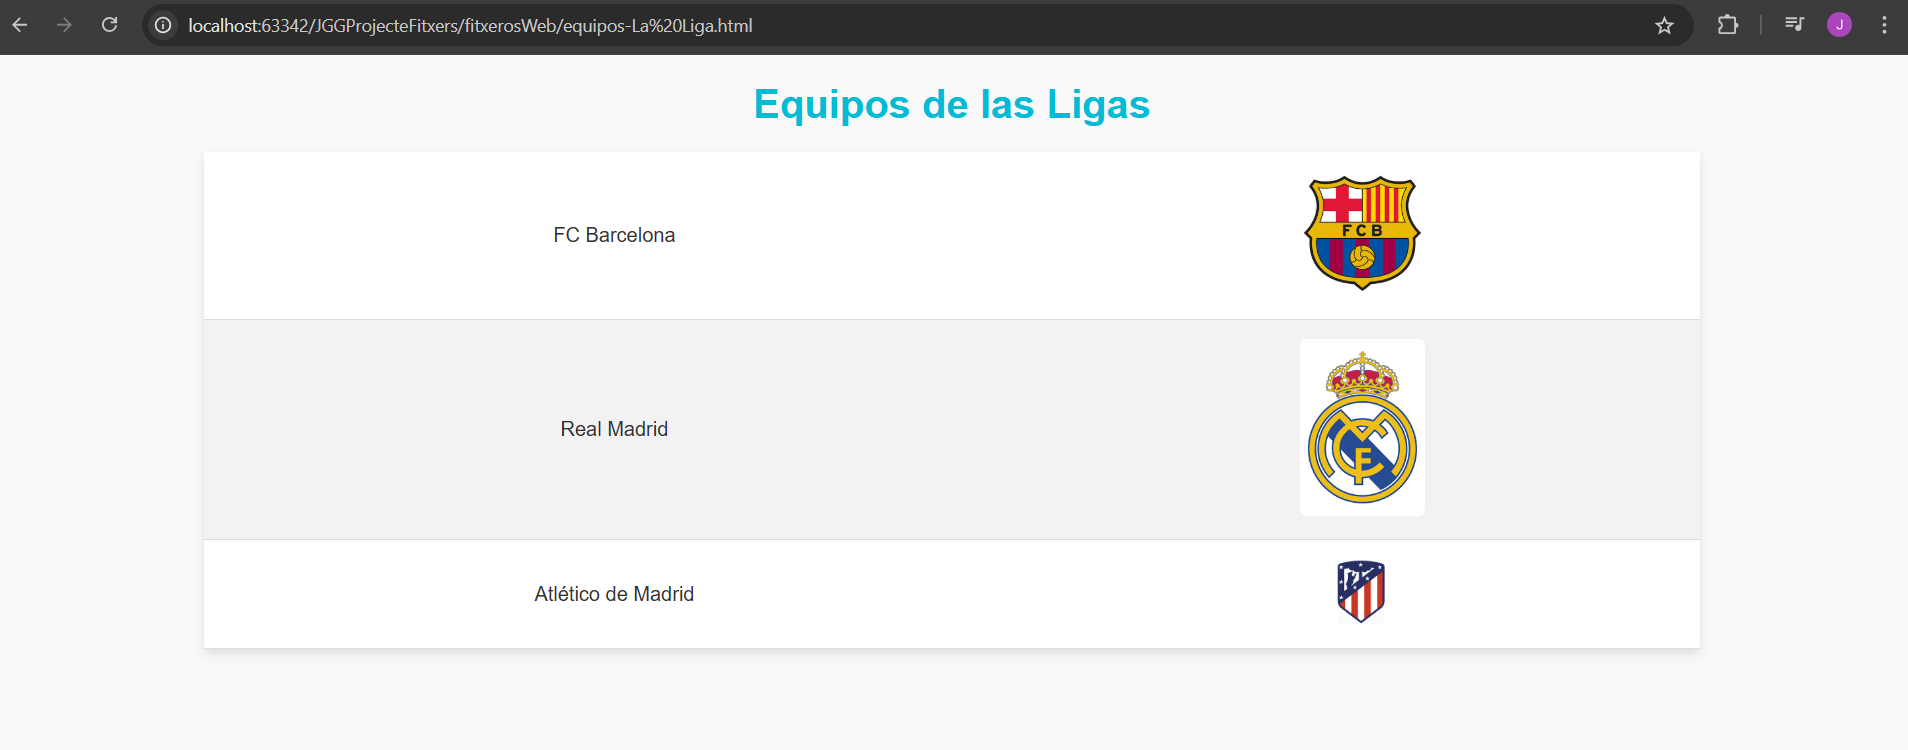 localhost:63342/JGGProjecteFitxers/fitxerosWeb/equipos-La%20Liga.html
J
Equipos de las Ligas
FC Barcelona
FCB
Real Madrid
Atlético de Madrid